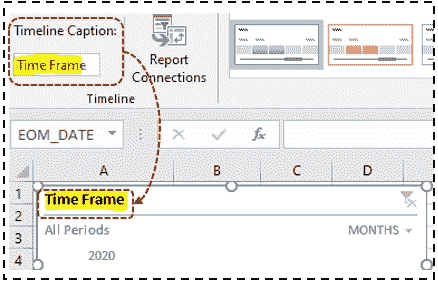 Timeline Caption:
Time Frame
Report
Connections
Timeline
EOM_DATE
fx
A B C D
1 Time Frame
2
3 All Periods MONTHS
4 2020